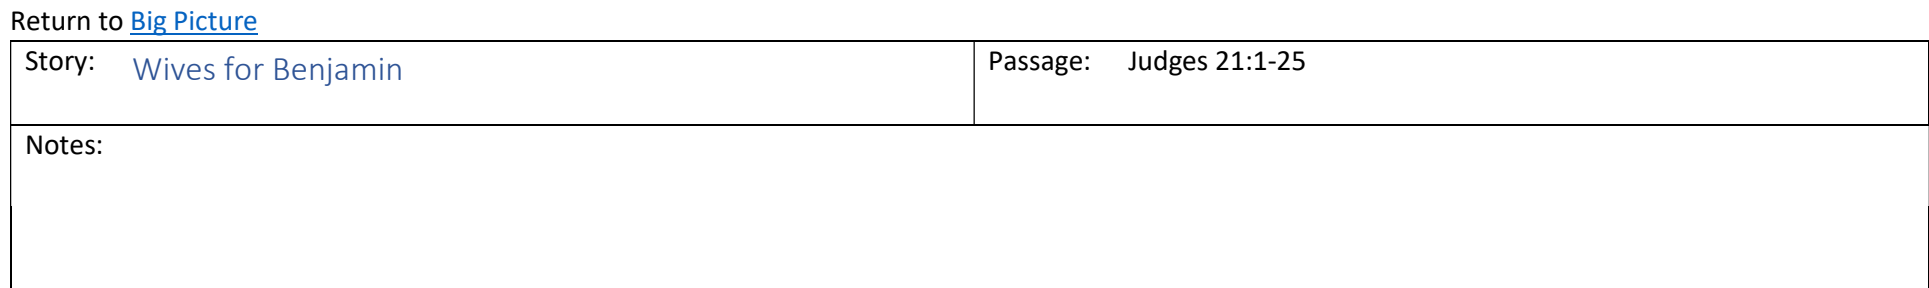 Return to Big Picture
Story: Wives for Benjamin
Passage: Judges 21:1-25
Notes: